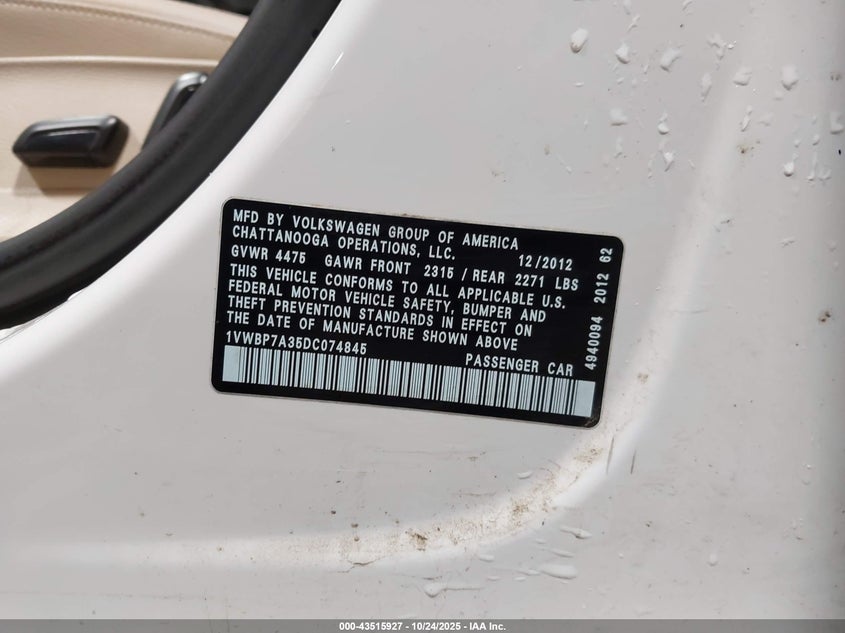 MFD BY VOLKSWAGEN GROUP OF AMERICA
CHATTANOOGA OPERATIONS, LLC. 12/2012
GVWR 4475 GAWR FRONT 2315 / REAR 2271 LBS
THIS VEHICLE CONFORMS TO ALL APPLICABLE U.S.
FEDERAL MOTOR VEHICLE SAFETY, BUMPER AND
THEFT PREVENTION STANDARDS IN EFFECT ON
THE DATE OF MANUFACTURE SHOWN ABOVE
1VWBP7A35DC074845 PASSENGER CAR
4940094 2012 62
000-43515927 - 10/24/2025 - IAA Inc.